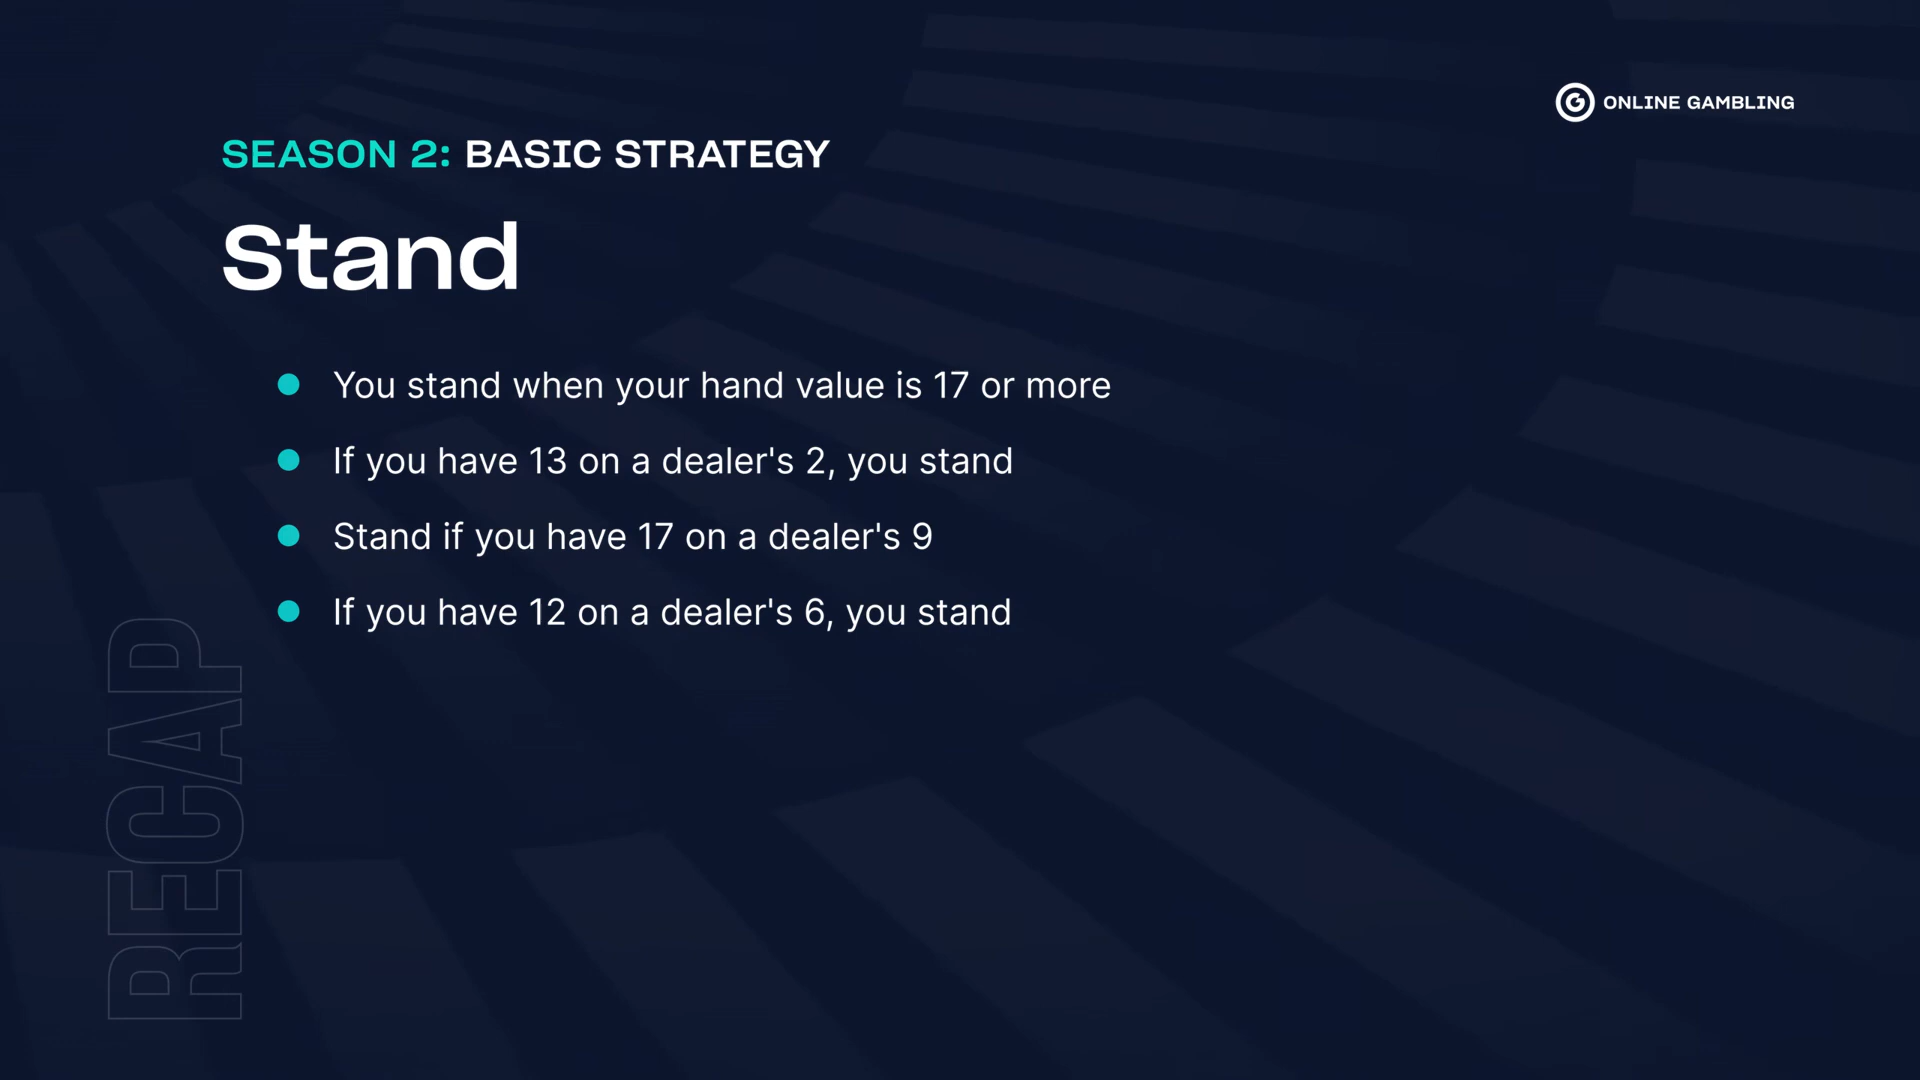 ONLINE GAMBLING
SEASON 2: BASIC STRATEGY
Stand
You stand when your hand value is 17 or more
If you have 13 on a dealer's 2, you stand
Stand if you have 17 on a dealer's 9
If you have 12 on a dealer's 6, you stand
RECAP